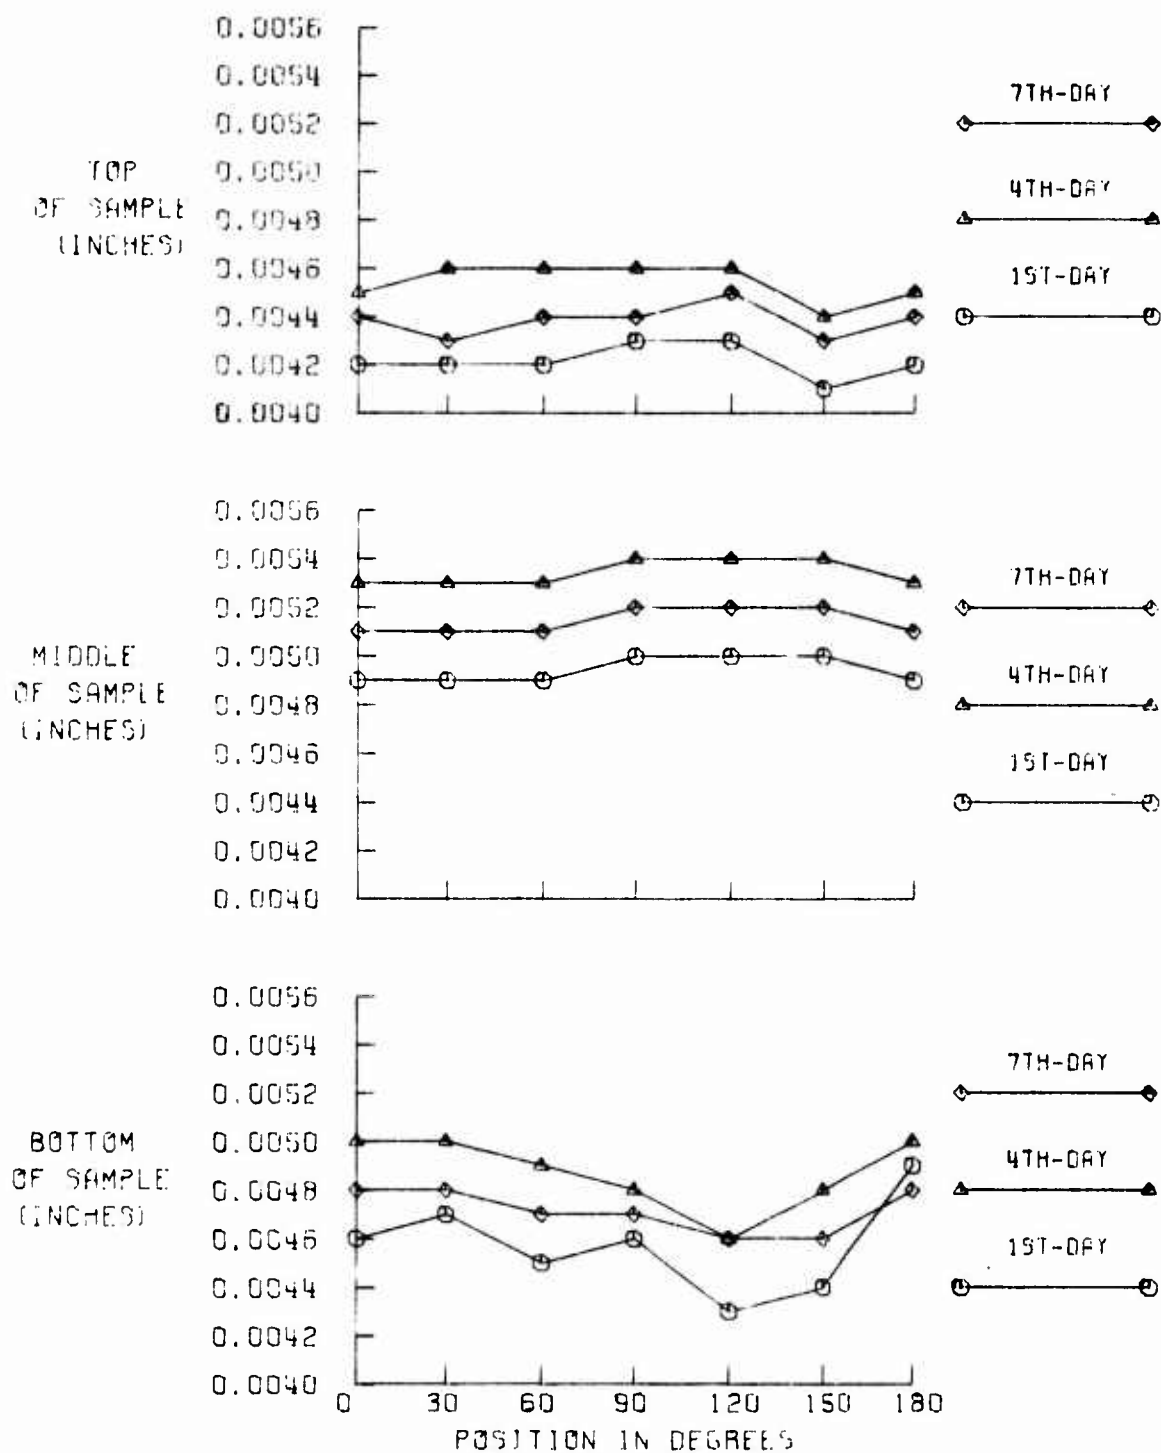 0.0056
0.0054
0.0052
0.0050
0.0048
0.0046
0.0044
0.0042
0.0040
TOP
OF SAMPLE
(INCHES)
7TH-DAY
4TH-DAY
1ST-DAY
0.0056
0.0054
0.0052
0.0050
0.0048
0.0046
0.0044
0.0042
0.0040
MIDDLE
OF SAMPLE
(INCHES)
7TH-DAY
4TH-DAY
1ST-DAY
0.0056
0.0054
0.0052
0.0050
0.0048
0.0046
0.0044
0.0042
0.0040
BOTTOM
OF SAMPLE
(INCHES)
7TH-DAY
4TH-DAY
1ST-DAY
0 30 60 90 120 150 180
POSITION IN DEGREES